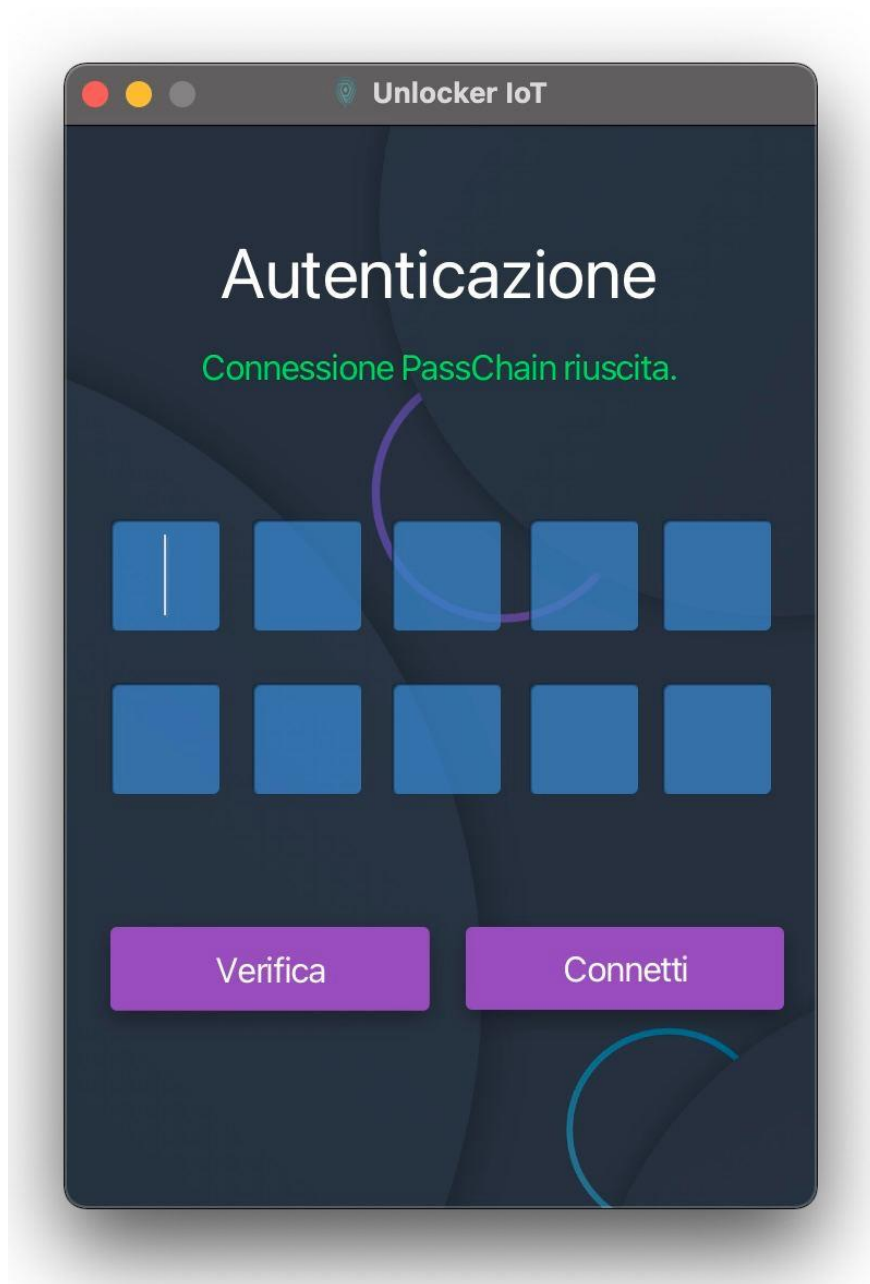 Unlocker IoT
Autenticazione
Connessione PassChain riuscita.
Verifica
Connetti